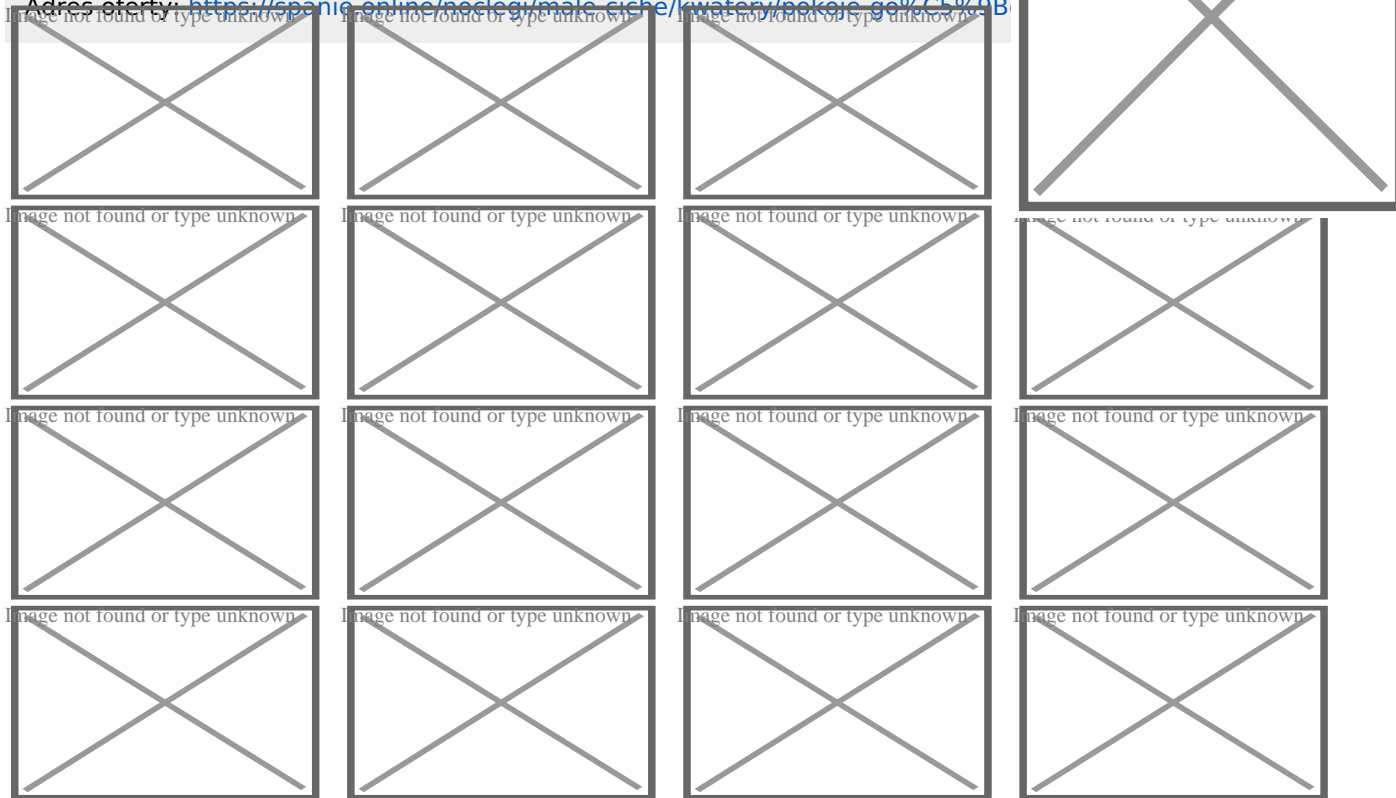 Adres oferty: https://spanie.online/noclegi/male-ciche/kwatery/pokoje-go%C5%9B
Image not found or type unknown Image not found or type unknown Image not found or type unknown
Image not found or type unknown Image not found or type unknown Image not found or type unknown Image not found or type unknown
Image not found or type unknown Image not found or type unknown Image not found or type unknown Image not found or type unknown
Image not found or type unknown Image not found or type unknown Image not found or type unknown Image not found or type unknown